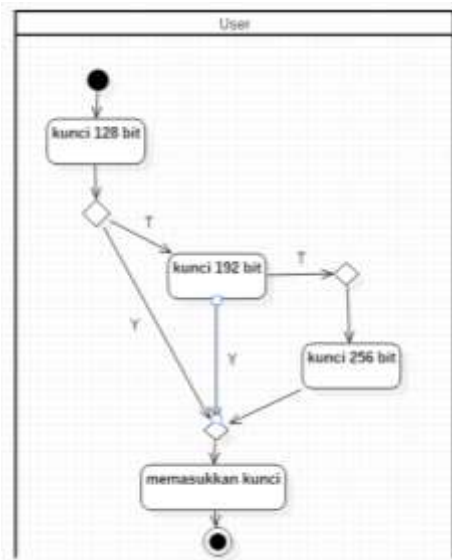 User
kunci 128 bit
T
kunci 192 bit
T
Y
Y
kunci 256 bit
memasukkan kunci